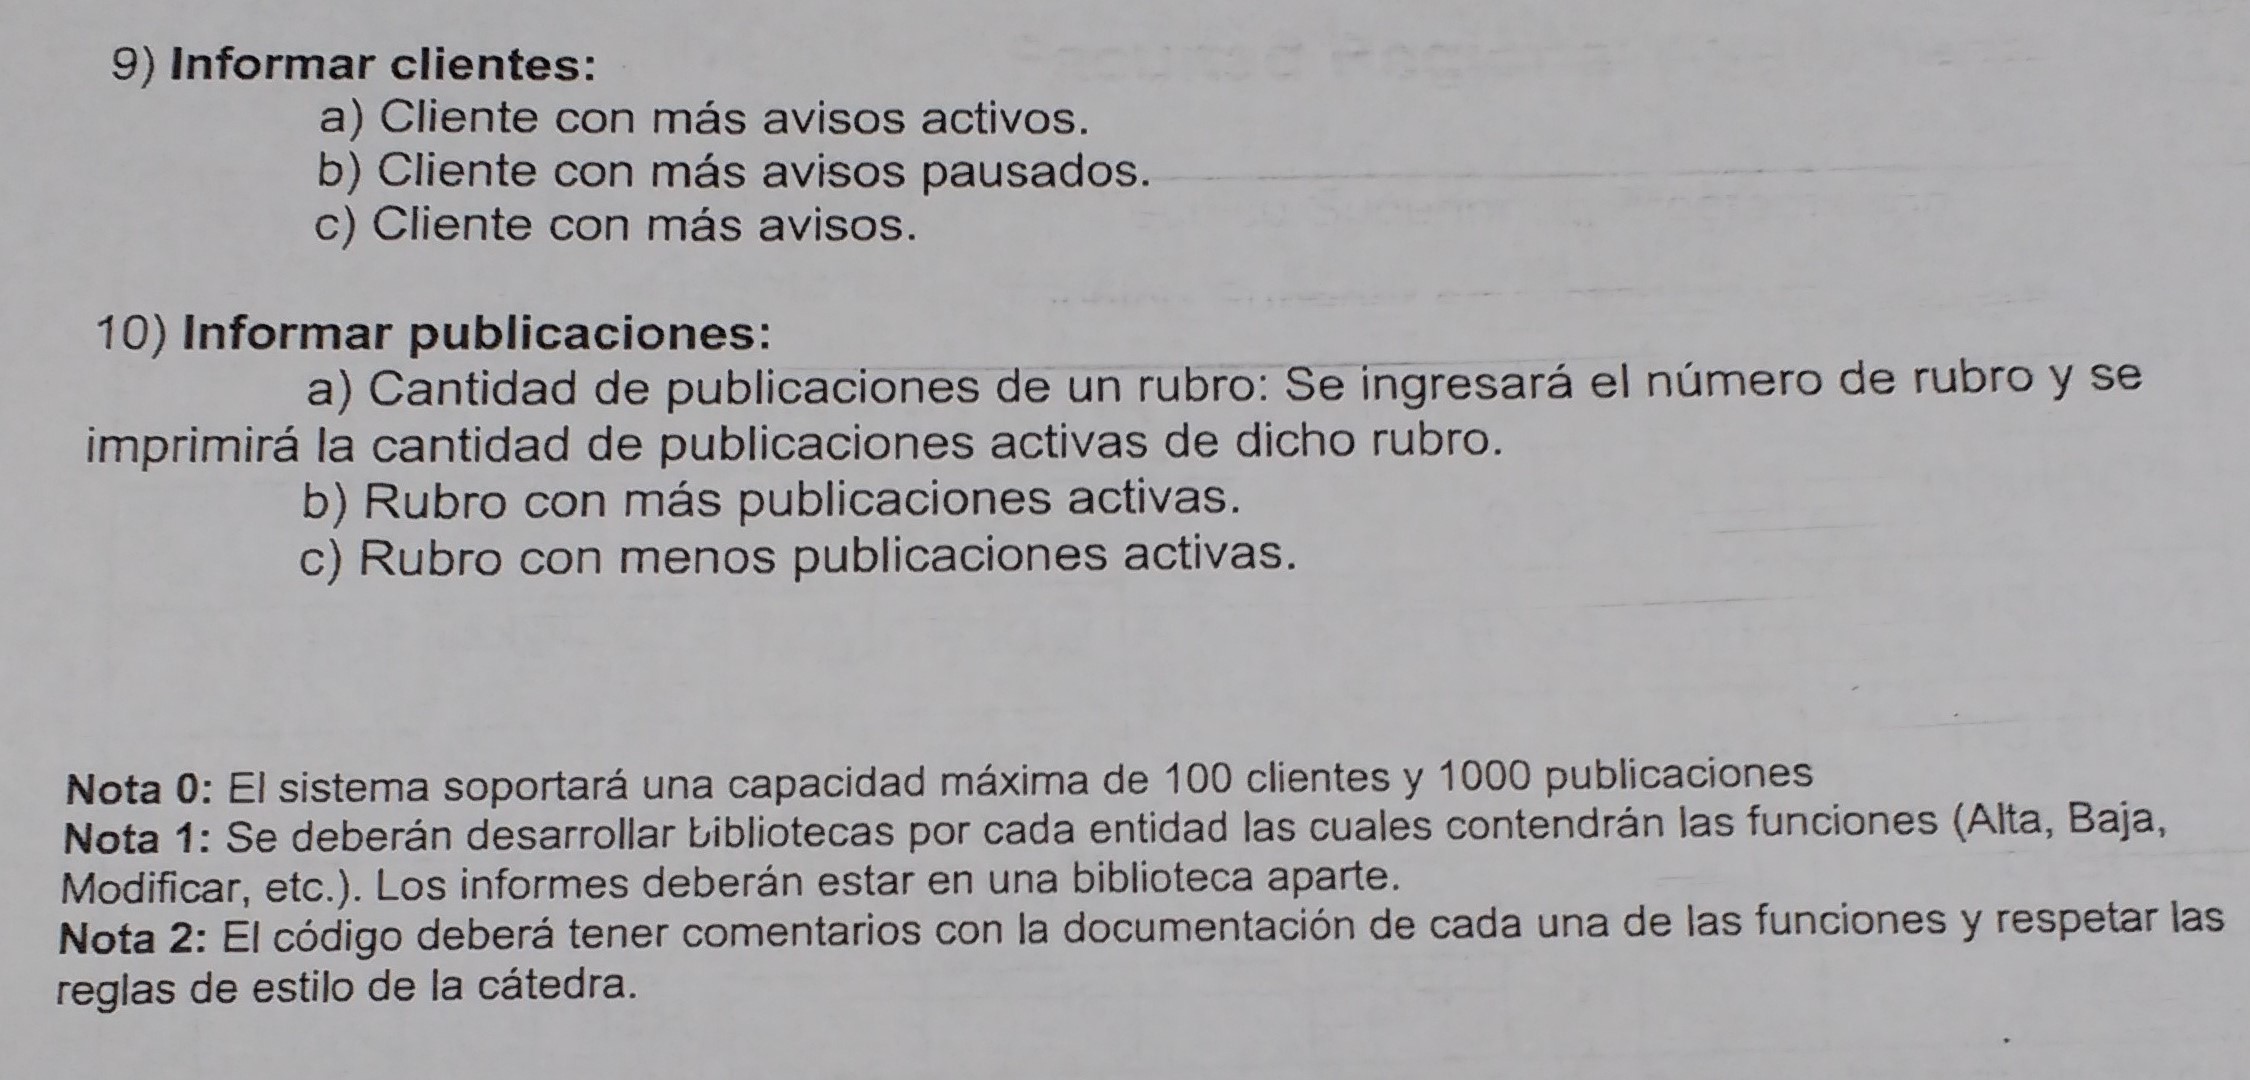 9) Informar clientes:
a) Cliente con más avisos activos.
b) Cliente con más avisos pausados.
c) Cliente con más avisos.
10) Informar publicaciones:
a) Cantidad de publicaciones de un rubro: Se ingresará el número de rubro y se
imprimirá la cantidad de publicaciones activas de dicho rubro.
b) Rubro con más publicaciones activas.
c) Rubro con menos publicaciones activas.
Nota 0: El sistema soportará una capacidad máxima de 100 clientes y 1000 publicaciones
Nota 1: Se deberán desarrollar bibliotecas por cada entidad las cuales contendrán las funciones (Alta, Baja,
Modificar, etc.). Los informes deberán estar en una biblioteca aparte.
Nota 2: El código deberá tener comentarios con la documentación de cada una de las funciones y respetar las
reglas de estilo de la cátedra.